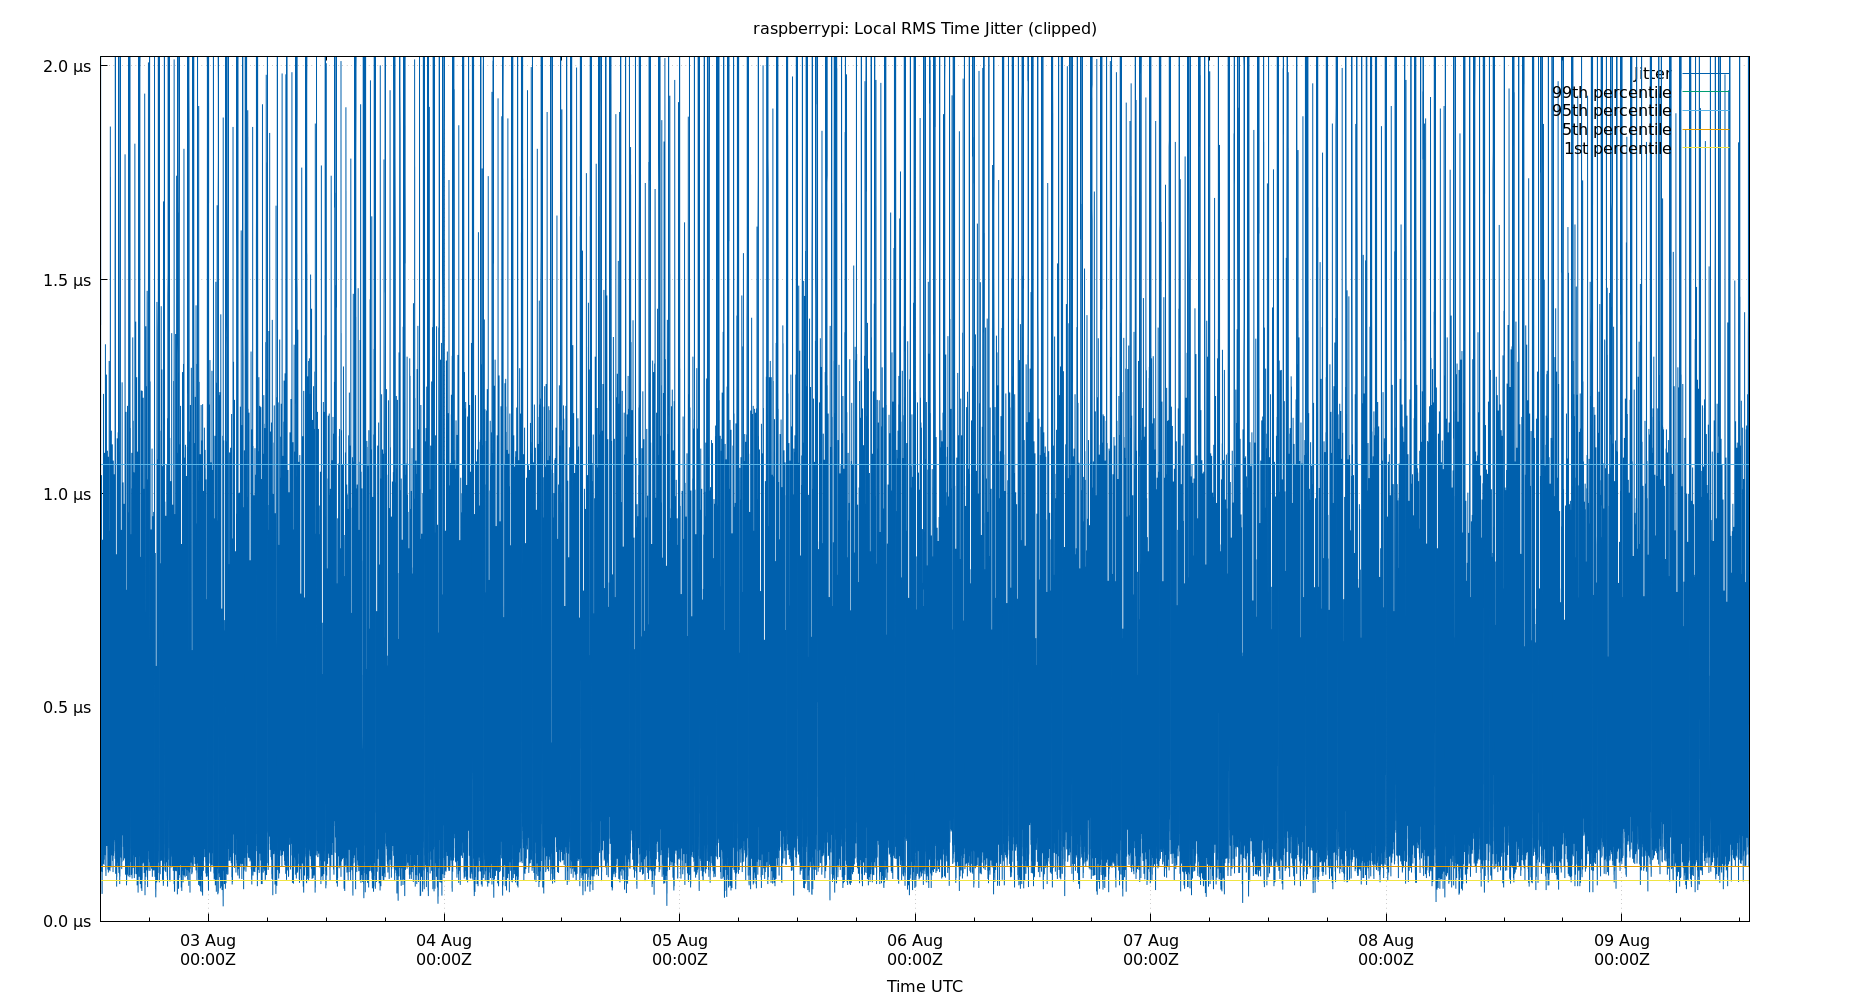 raspberrypi: Local RMS Time Jitter (clipped)
2.0 µs
1.5 µs
1.0 µs
0.5 µs
0.0 µs
jitter
99th percentile
95th percentile
5th percentile
1st percentile
03 Aug
00:00Z
04 Aug
00:00Z
05 Aug
00:00Z
06 Aug
00:00Z
07 Aug
00:00Z
08 Aug
00:00Z
09 Aug
00:00Z
Time UTC